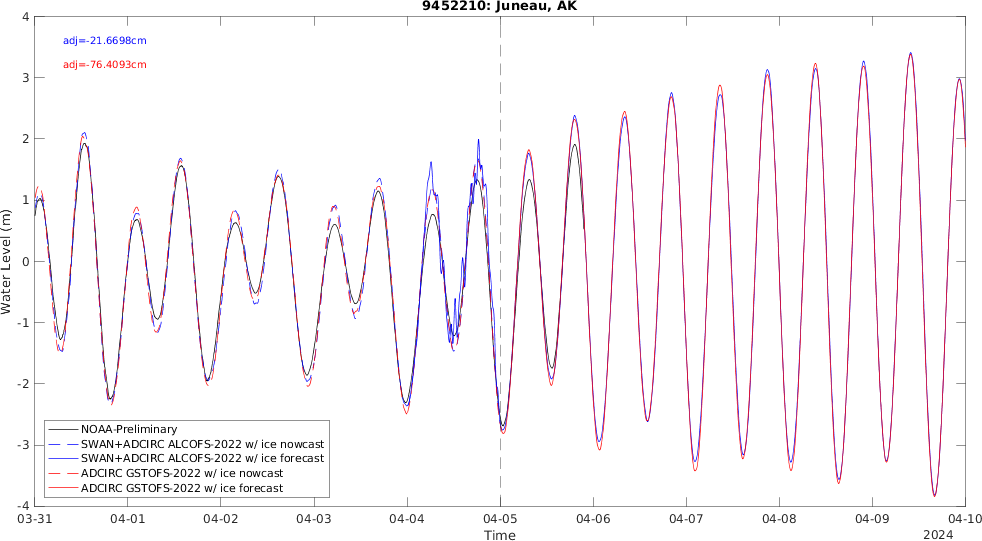 9452210: Juneau, AK
adj=-21.6698cm
adj=-76.4093cm
Water Level (m)
4
3
2
1
0
-1
-2
-3
-4
NOAA-Preliminary
SWAN+ADCIRC ALCOFS-2022 w/ ice nowcast
SWAN+ADCIRC ALCOFS-2022 w/ ice forecast
ADCIRC GSTOFS-2022 w/ ice nowcast
ADCIRC GSTOFS-2022 w/ ice forecast
03-31 04-01 04-02 04-03 04-04 04-05 04-06 04-07 04-08 04-09 04-10
Time
2024